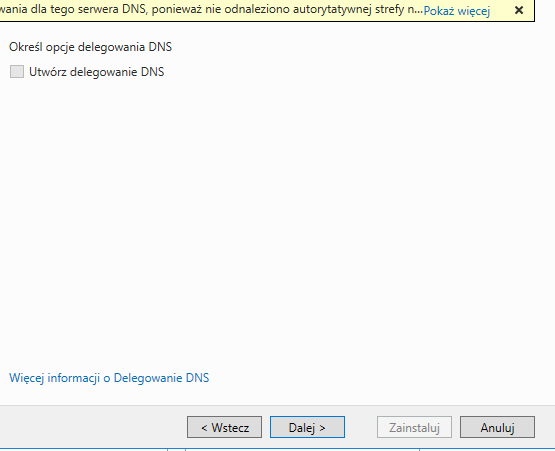 wania dla tego serwera DNS, ponieważ nie odnaleziono autorytatywnej strefy n... Pokaż więcej
Określ opcje delegowania DNS
Utwórz delegowanie DNS
Więcej informacji o Delegowanie DNS
< Wstecz Dalej > Zainstaluj Anuluj